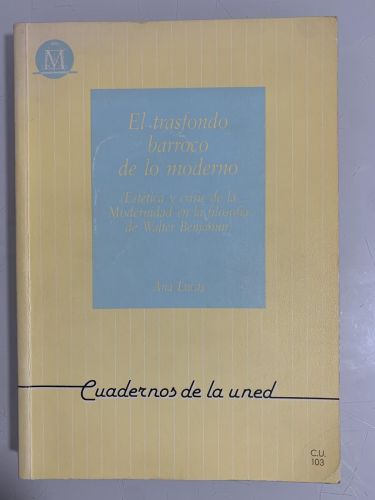 M
El trasfondo
barroco
de lo moderno
(Estética y crisis de la
Modernidad en la filosofía
de Walter Benjamin)
Ana Lucas
Cuadernos de la uned
C.U.
103